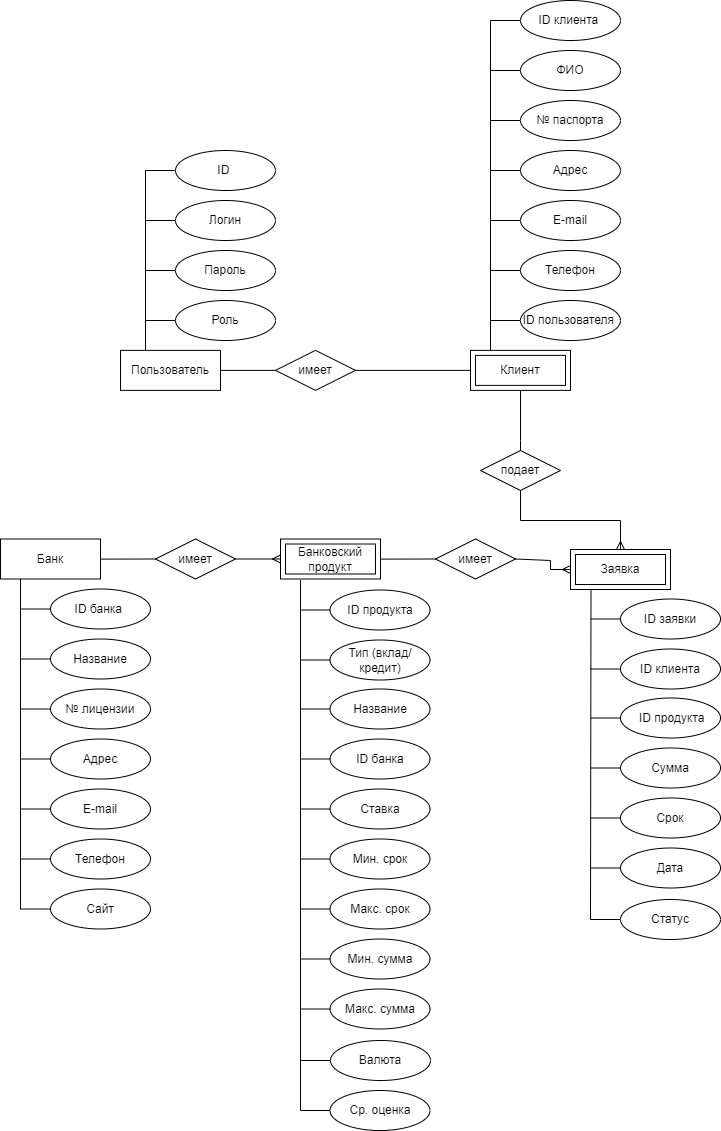 ID клиента
ФИО
№ паспорта
Адрес
E-mail
Телефон
ID пользователя
ID
Логин
Пароль
Роль
Пользователь
имеет
Клиент
подает
Банк
имеет
Банковский
продукт
имеет
Заявка
ID банка
Название
№ лицензии
Адрес
E-mail
Телефон
Сайт
ID продукта
Тип (вклад/
кредит)
Название
ID банка
Ставка
Мин. срок
Макс. срок
Мин. сумма
Макс. сумма
Валюта
Ср. оценка
ID заявки
ID клиента
ID продукта
Сумма
Срок
Дата
Статус